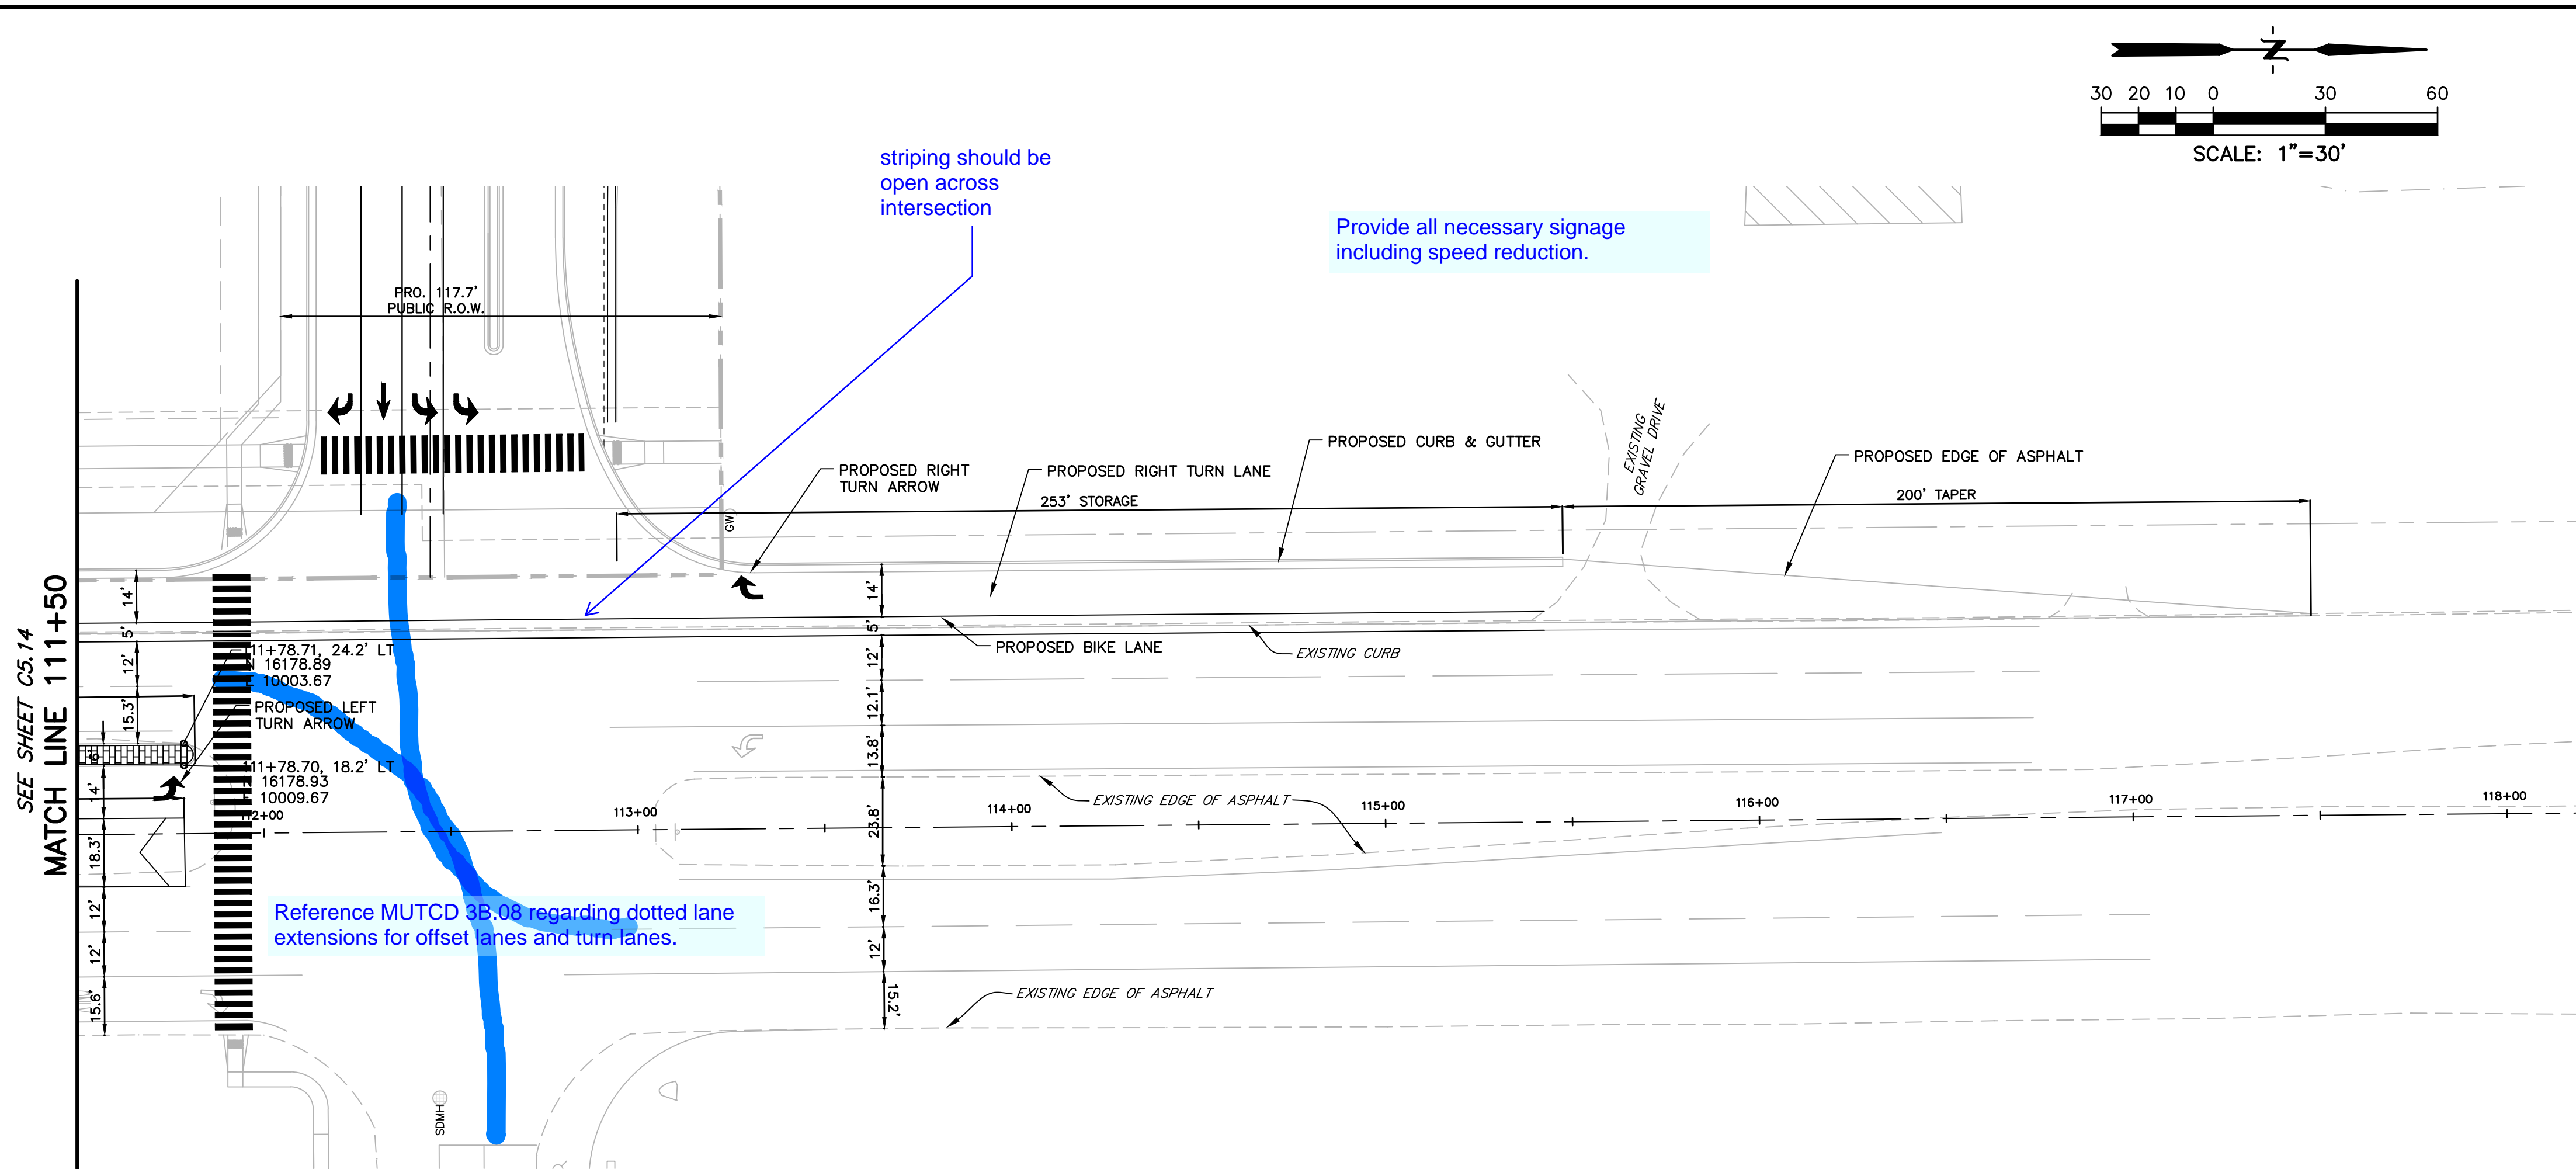 30 20 10 0 30 60
SCALE: 1"=30'
striping should be
open across
intersection
Provide all necessary signage
including speed reduction.
PRO. 117.7'
PUBLIC R.O.W.
PROPOSED RIGHT
TURN ARROW
PROPOSED RIGHT TURN LANE
253' STORAGE
PROPOSED CURB & GUTTER
EXISTING
GRAVEL DRIVE
PROPOSED EDGE OF ASPHALT
200' TAPER
GW
SEE SHEET C5.14
MATCH LINE 111+50
14'
5'
12'
15.3'
6'
14'
18.3'
12'
12'
15.6'
111+78.71, 24.2' LT
N 16178.89
E 10003.67
PROPOSED LEFT
TURN ARROW
111+78.70, 18.2' LT
N 16178.93
E 10009.67
14'
5'
12'
12.1'
13.8'
23.8'
16.3'
12'
15.2'
PROPOSED BIKE LANE
EXISTING CURB
EXISTING EDGE OF ASPHALT
112+00
113+00
114+00
115+00
116+00
117+00
118+00
Reference MUTCD 3B.08 regarding dotted lane
extensions for offset lanes and turn lanes.
EXISTING EDGE OF ASPHALT
SDMH